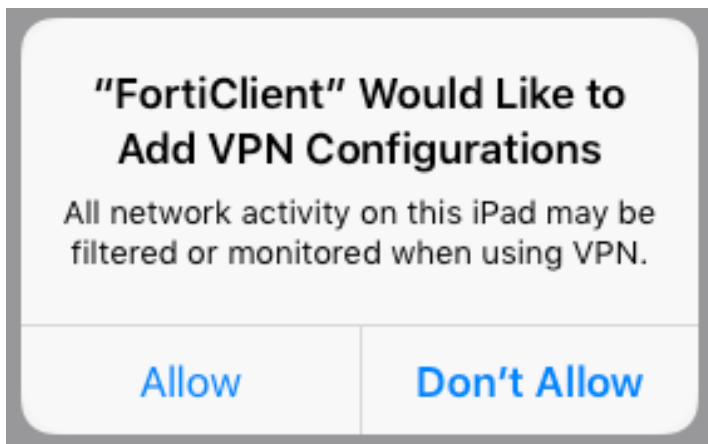 "FortiClient" Would Like to
Add VPN Configurations
All network activity on this iPad may be
filtered or monitored when using VPN.
Allow
Don't Allow